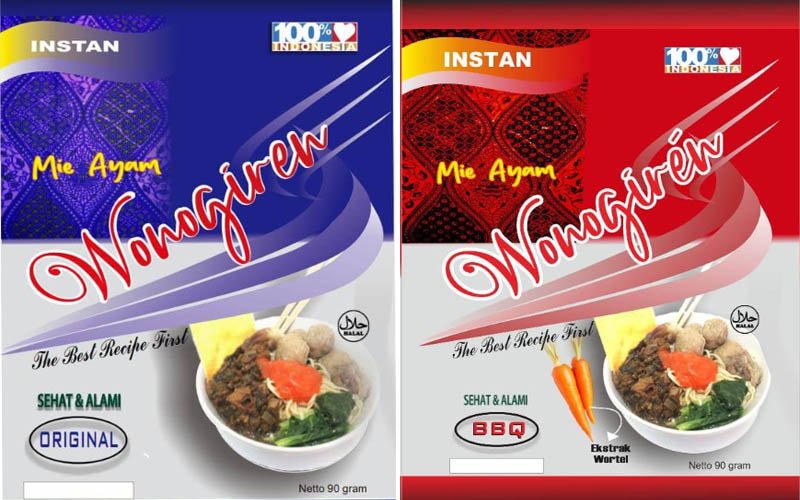 INSTAN
100%
INDONESIA
Mie Ayam
Wonogiren
The Best Recipe First
حلال
HALAL
SEHAT & ALAMI
ORIGINAL
Netto 90 gram
INSTAN
100%
INDONESIA
Mie Ayam
Wonogirén
The Best Recipe First
حلال
HALAL
SEHAT & ALAMI
BBQ
Ekstrak
Wortel
Netto 90 gram